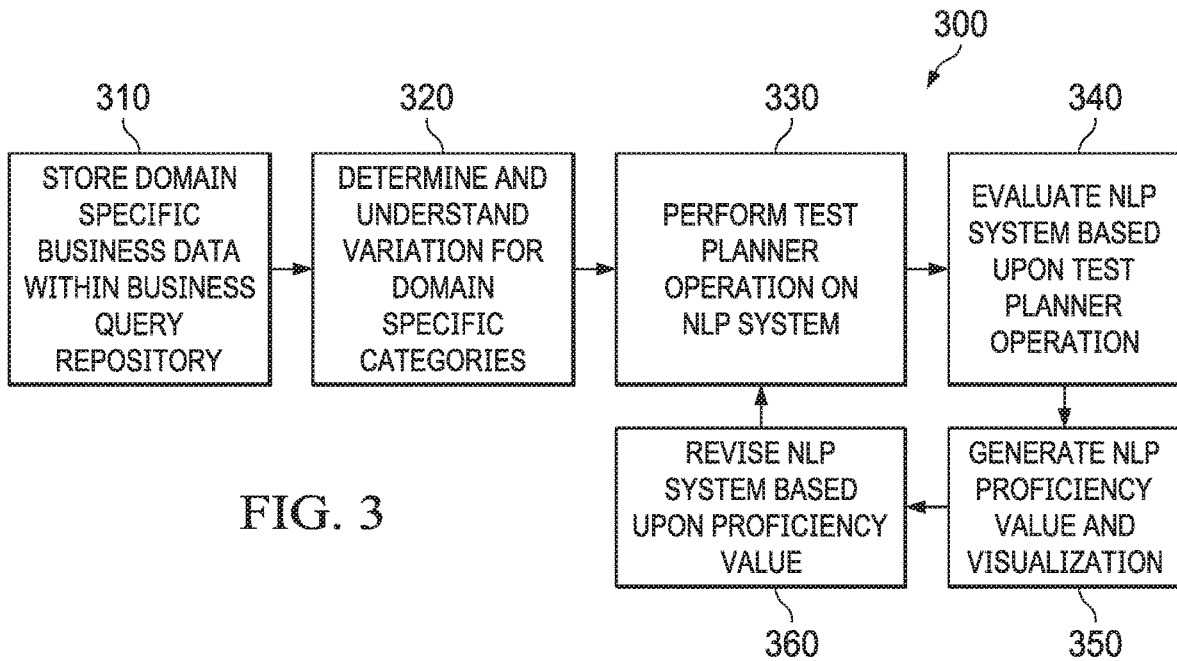 300
310
STORE DOMAIN
SPECIFIC
BUSINESS DATA
WITHIN BUSINESS
QUERY
REPOSITORY
320
DETERMINE AND
UNDERSTAND
VARIATION FOR
DOMAIN
SPECIFIC
CATEGORIES
330
PERFORM TEST
PLANNER
OPERATION ON
NLP SYSTEM
340
EVALUATE NLP
SYSTEM BASED
UPON TEST
PLANNER
OPERATION
GENERATE NLP
PROFICIENCY
VALUE AND
VISUALIZATION
350
REVISE NLP
SYSTEM BASED
UPON PROFICIENCY
VALUE
360
FIG. 3